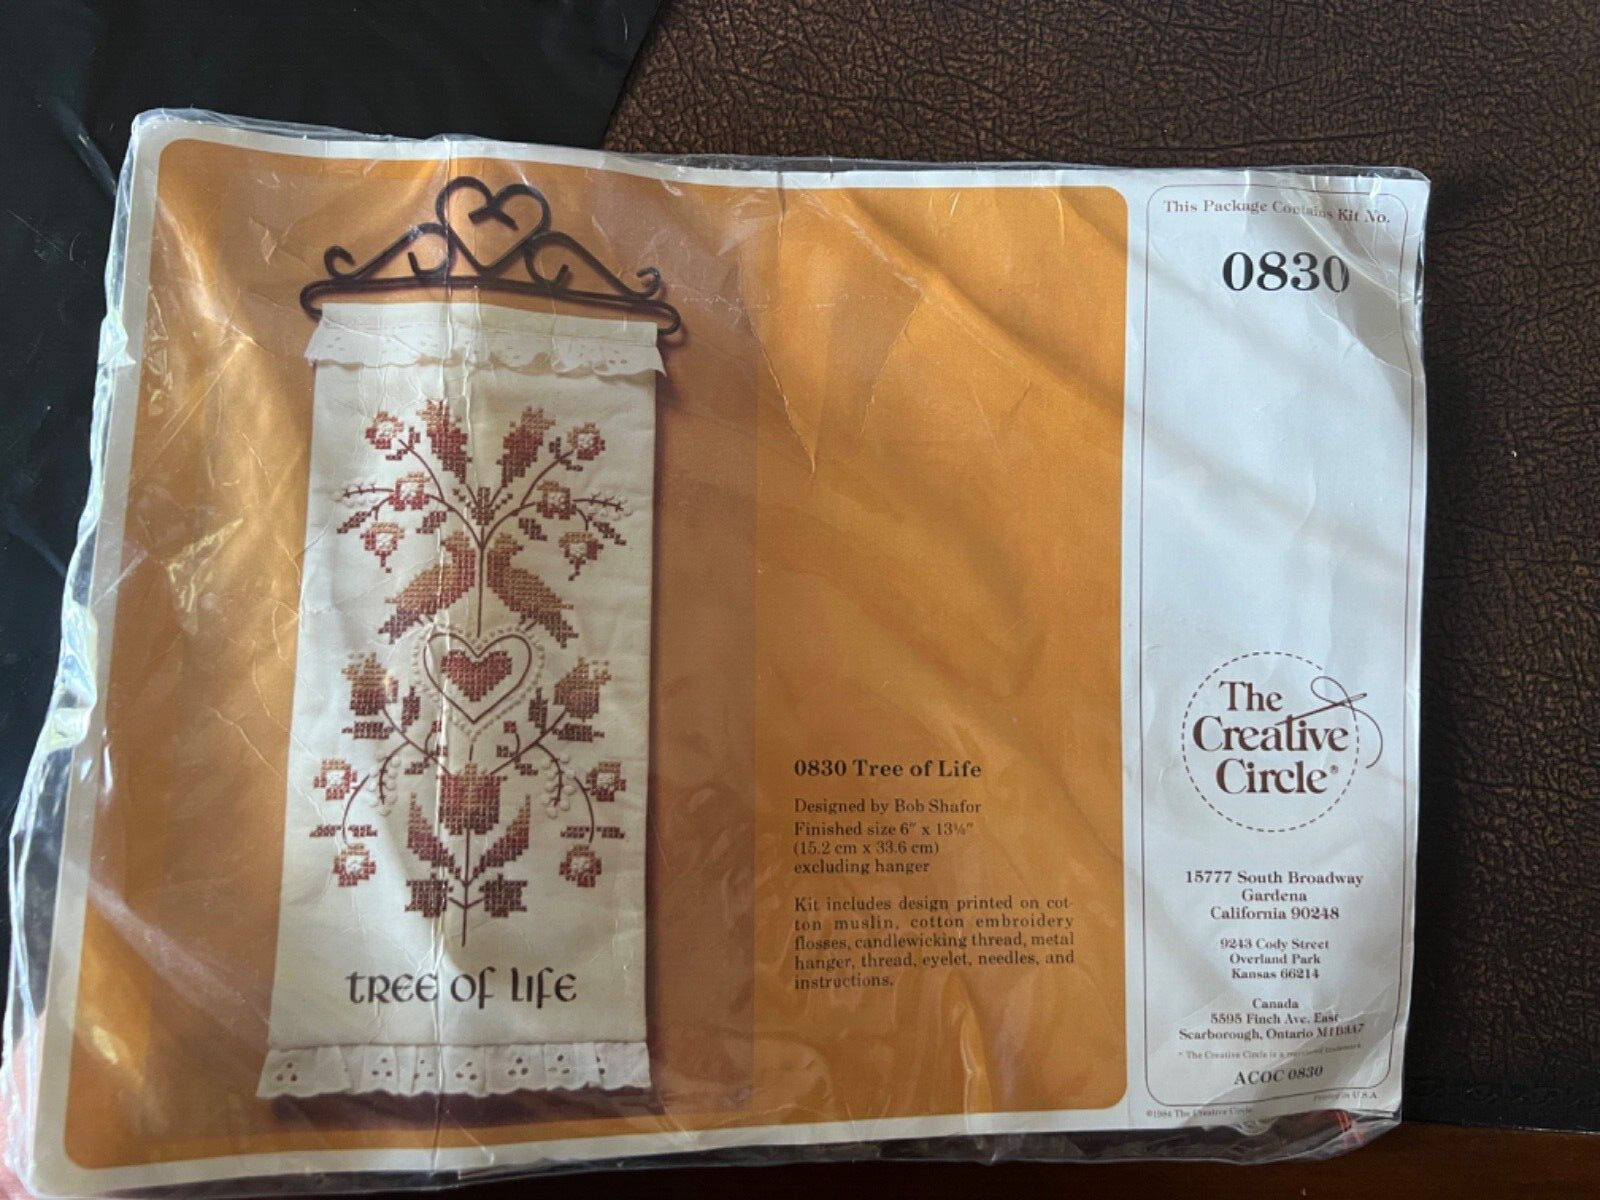 This Package Contains Kit No.
0830
TREE OF LIFE
0830 Tree of Life
Designed by Bob Shafor
Finished size 6″ x 13¼″
(15.2 cm x 33.6 cm)
excluding hanger
Kit includes design printed on cot-
ton muslin, cotton embroidery
flosses, candlewicking thread, metal
hanger, thread, eyelet, needles, and
instructions.
The
Creative
Circle®
15777 South Broadway
Gardena
California 90248
9243 Cody Street
Overland Park
Kansas 66214
Canada
5595 Finch Ave. East
Scarborough, Ontario M1B3A7
* The Creative Circle is a registered trademark
ACOC 0830
Printed in U.S.A.
©1984 The Creative Circle